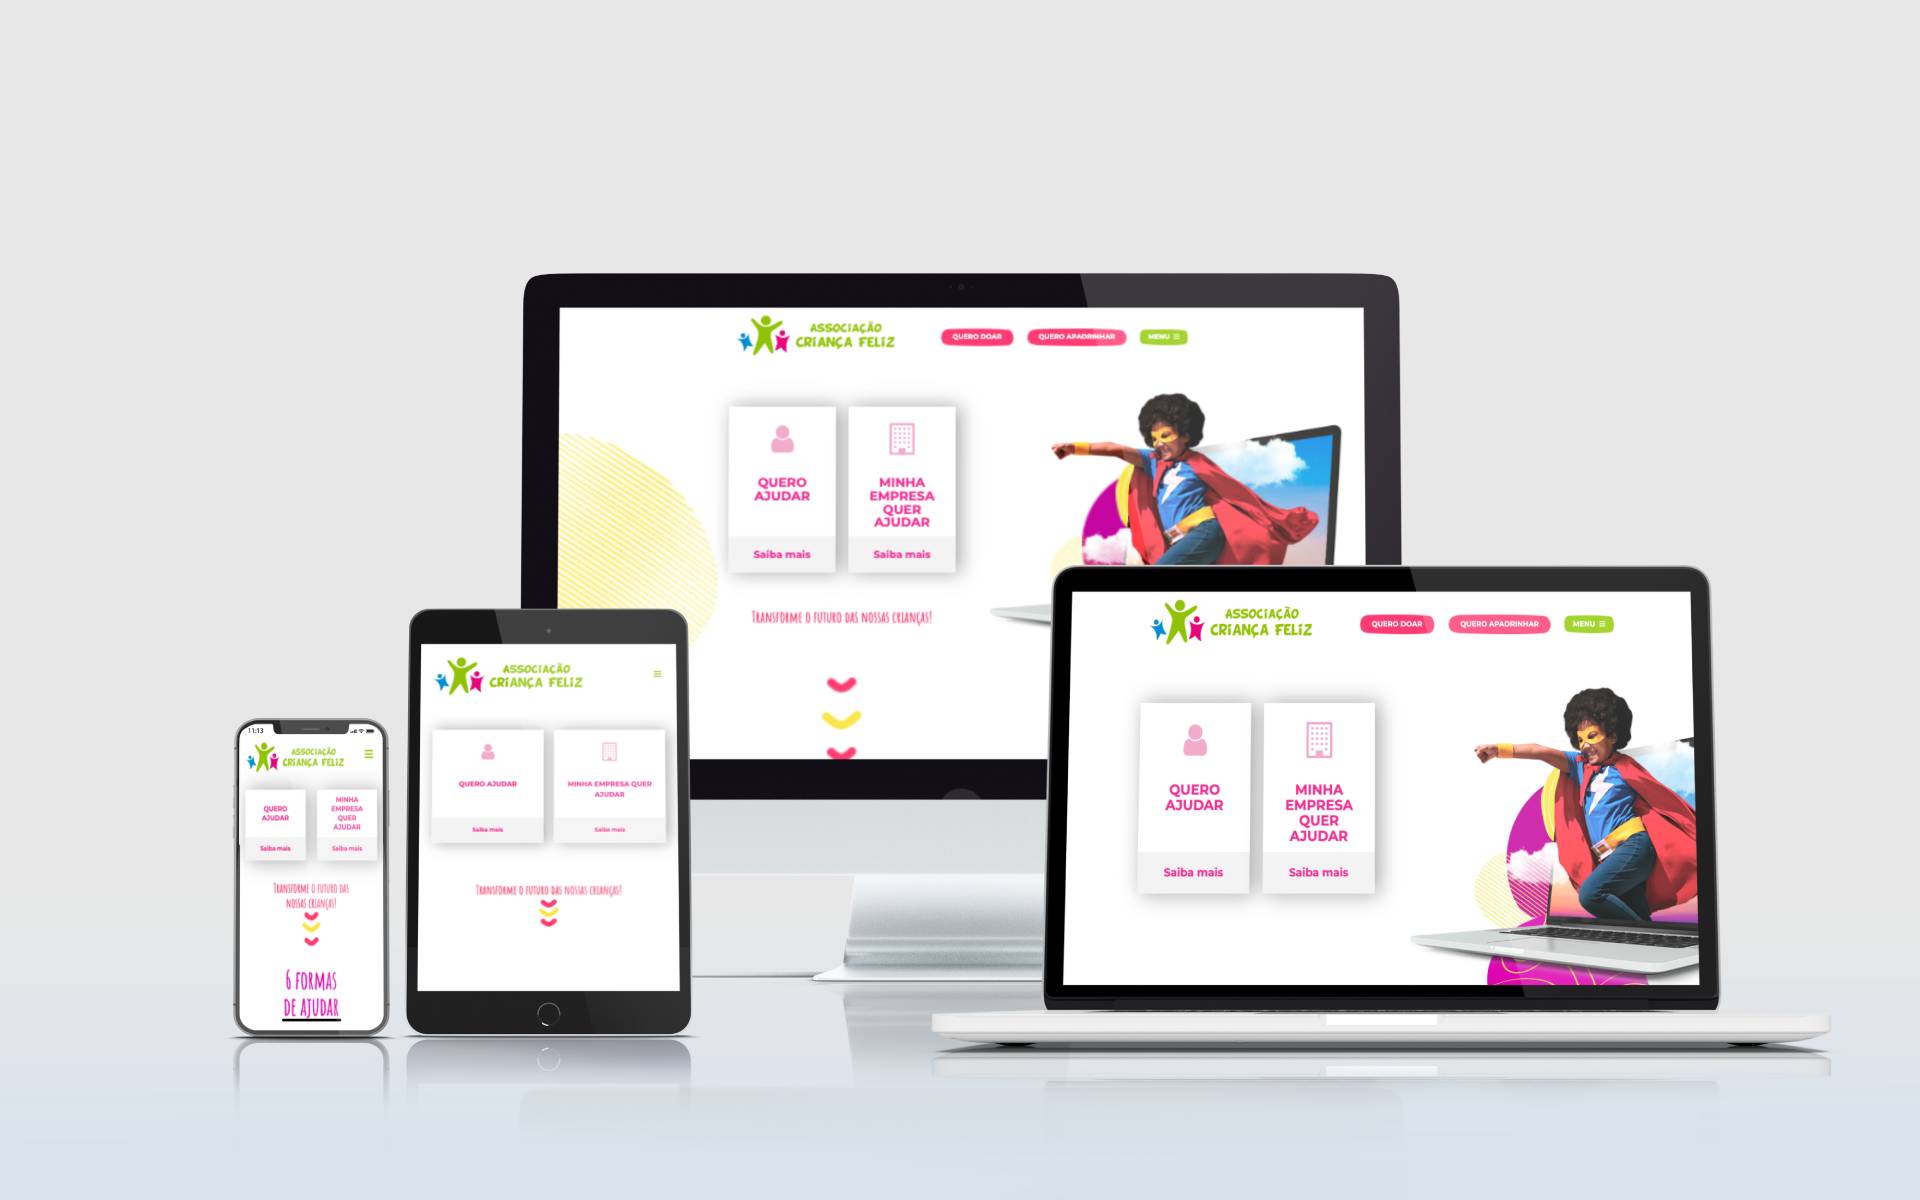 ASSOCIAÇÃO
CRIANÇA FELIZ
QUERO DOAR
QUERO APADRINHAR
MENU
QUERO
AJUDAR
Saiba mais
MINHA
EMPRESA
QUER
AJUDAR
Saiba mais
TRANSFORME O FUTURO DAS NOSSAS CRIANÇAS!
ASSOCIAÇÃO
CRIANÇA FELIZ
QUERO DOAR
QUERO APADRINHAR
MENU
QUERO
AJUDAR
Saiba mais
MINHA
EMPRESA
QUER
AJUDAR
Saiba mais
ASSOCIAÇÃO
CRIANÇA FELIZ
QUERO AJUDAR
Saiba mais
MINHA EMPRESA QUER
AJUDAR
Saiba mais
TRANSFORME O FUTURO DAS NOSSAS CRIANÇAS!
11:13
ASSOCIAÇÃO
CRIANÇA FELIZ
QUERO
AJUDAR
Saiba mais
MINHA
EMPRESA
QUER
AJUDAR
Saiba mais
TRANSFORME O FUTURO DAS
NOSSAS CRIANÇAS!
6 FORMAS
DE AJUDAR